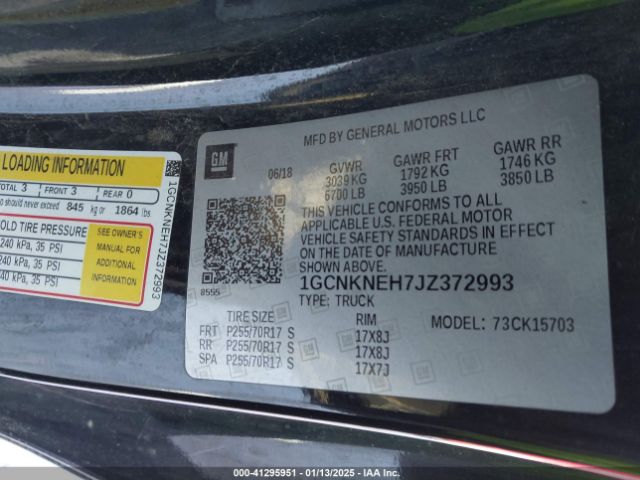 LOADING INFORMATION
TOTAL 3 FRONT 3 REAR 0
o should never exceed 845 kg or 1864 lbs.
OLD TIRE PRESSURE
240 kPa, 35 PSI
240 kPa, 35 PSI
240 kPa, 35 PSI
SEE OWNER'S
MANUAL FOR
ADDITIONAL
INFORMATION
1GCNKNEH7JZ372993
MFD BY GENERAL MOTORS LLC
GM
06/18 GVWR GAWR FRT GAWR RR
3039 KG 1792 KG 1746 KG
6700 LB 3950 LB 3850 LB
THIS VEHICLE CONFORMS TO ALL
APPLICABLE U.S. FEDERAL MOTOR
VEHICLE SAFETY STANDARDS IN EFFECT
ON THE DATE OF MANUFACTURE
SHOWN ABOVE.
8555
1GCNKNEH7JZ372993
TYPE: TRUCK
TIRE SIZE RIM MODEL: 73CK15703
FRT P255/70R17 S 17X8J
RR P255/70R17 S 17X8J
SPA P255/70R17 S 17X7J
000-41295951 - 01/13/2025 - IAA Inc.